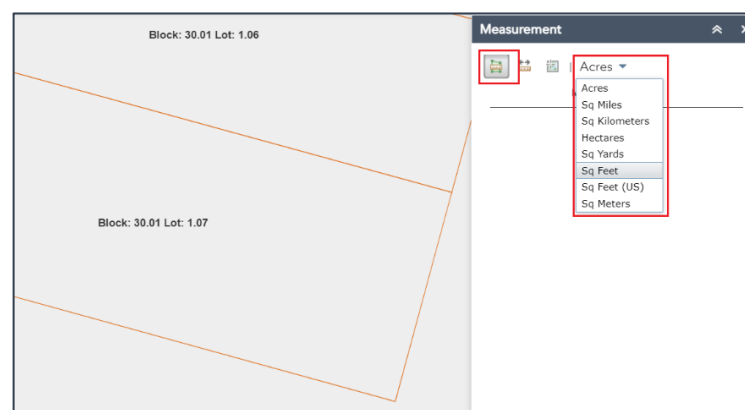 Block: 30.01 Lot: 1.06
Block: 30.01 Lot: 1.07
Measurement
Acres
Acres
Sq Miles
Sq Kilometers
Hectares
Sq Yards
Sq Feet
Sq Feet (US)
Sq Meters